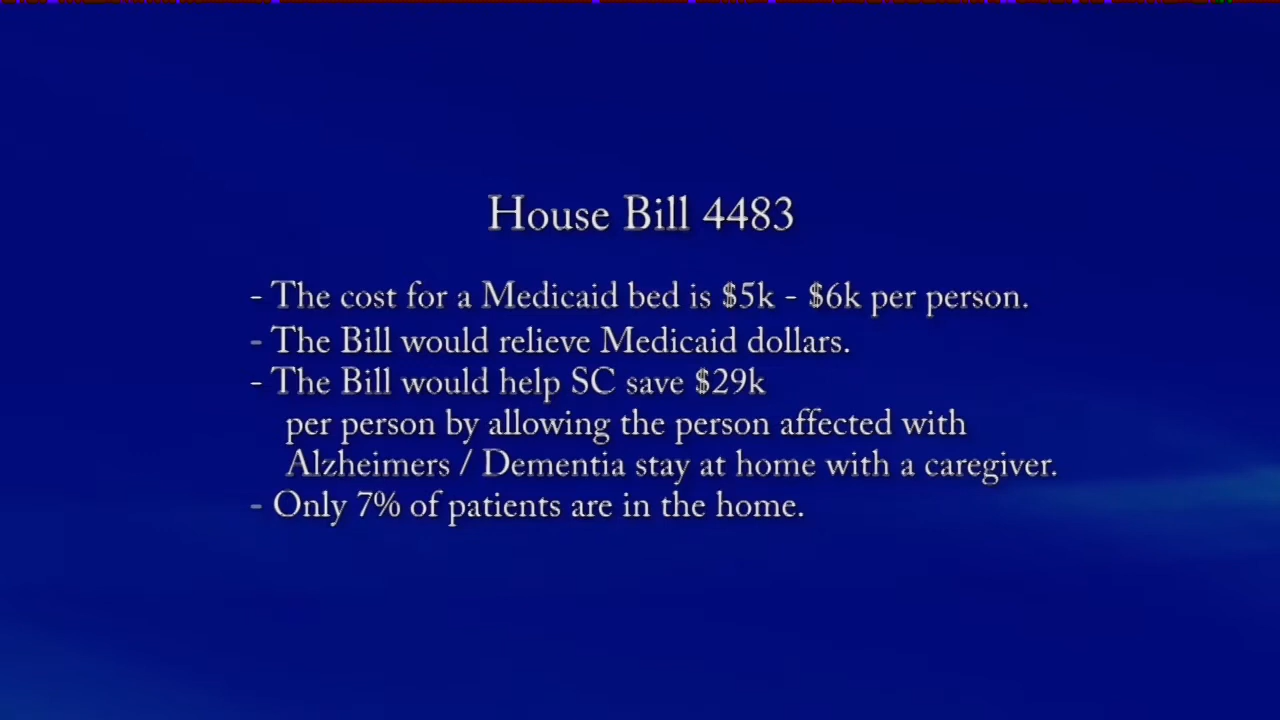 House Bill 4483
- The cost for a Medicaid bed is $5k - $6k per person.
- The Bill would relieve Medicaid dollars.
- The Bill would help SC save $29k
per person by allowing the person affected with
Alzheimers / Dementia stay at home with a caregiver.
- Only 7% of patients are in the home.